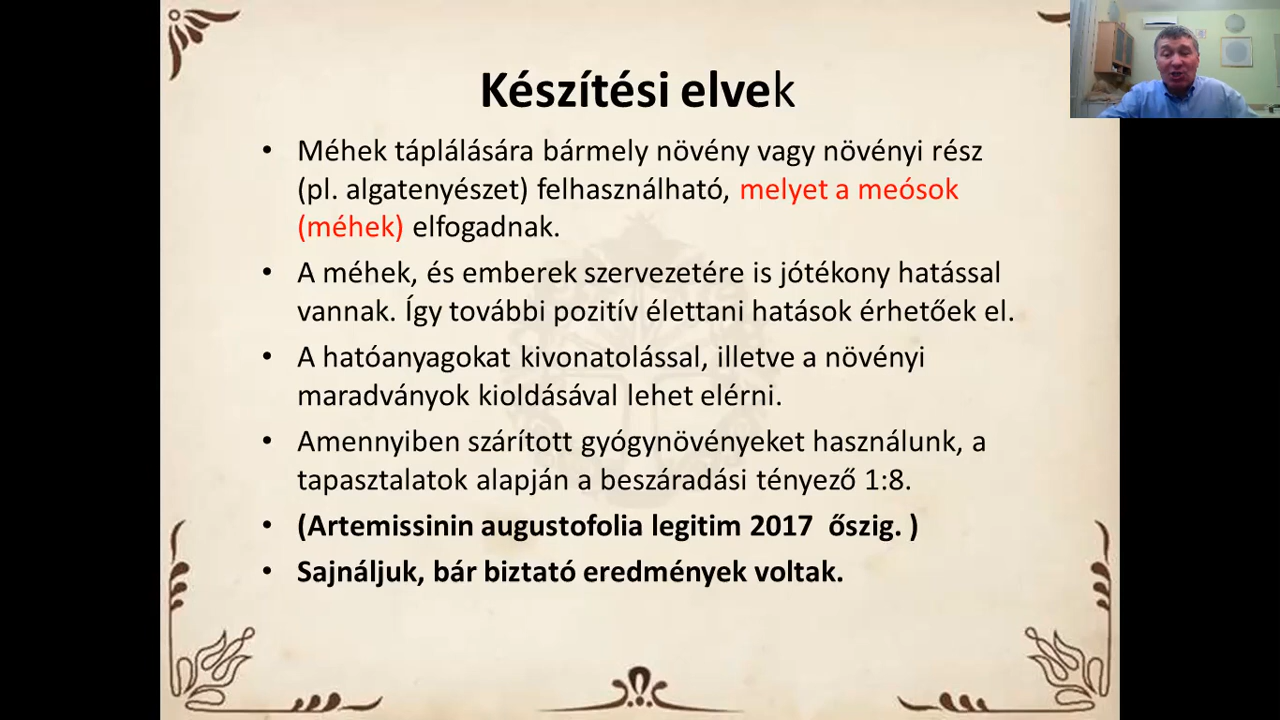 Készítési elvek
• Méhek táplálására bármely növény vagy növényi rész
(pl. algatenyészet) felhasználható, melyet a meósok
(méhek) elfogadnak.
• A méhek, és emberek szervezetére is jótékony hatással
vannak. Így további pozitív élettani hatások érhetőek el.
• A hatóanyagokat kivonatolással, illetve a növényi
maradványok kioldásával lehet elérni.
• Amennyiben szárított gyógynövényeket használunk, a
tapasztalatok alapján a beszáradási tényező 1:8.
• (Artemissinin augustofolia legitim 2017  őszig. )
• Sajnáljuk, bár biztató eredmények voltak.